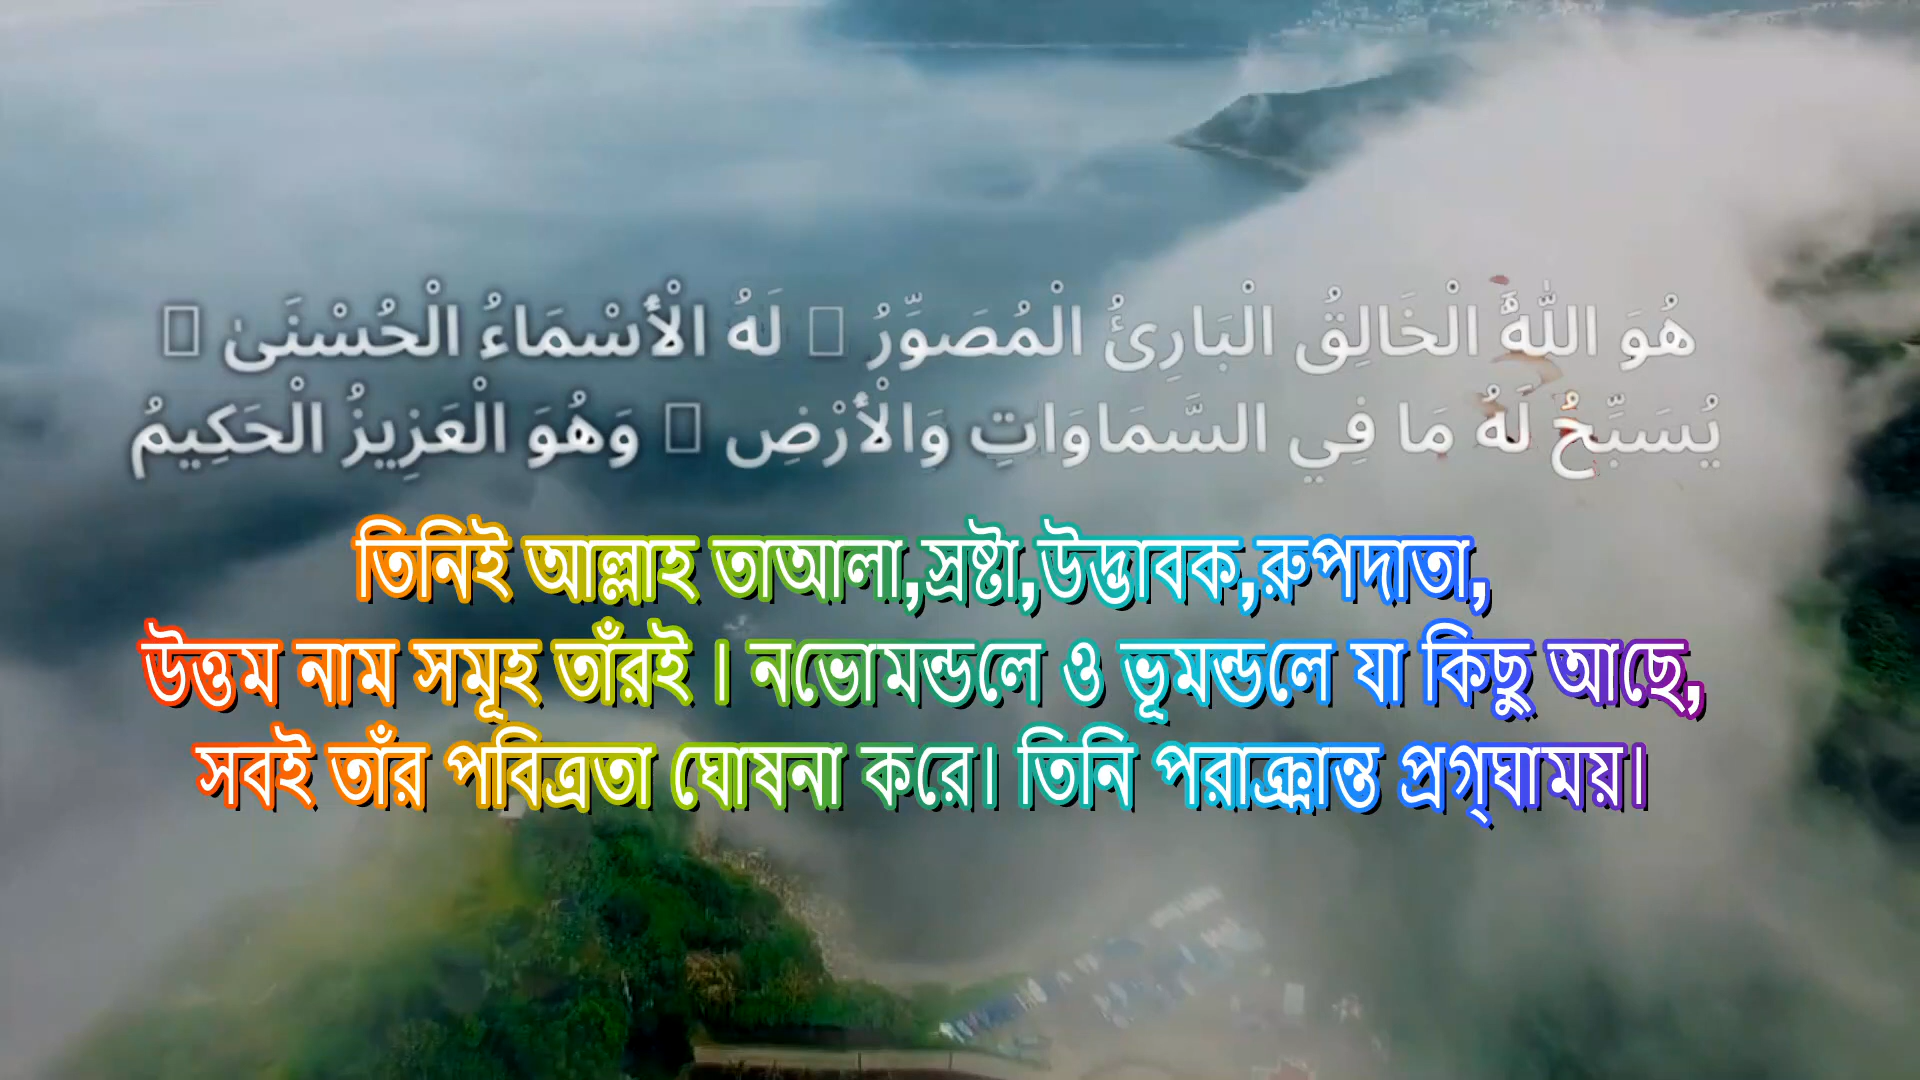 هُوَ اللَّهُ الْخَالِقُ الْبَارِئُ الْمُصَوِّرُ ۖ لَهُ الْأَسْمَاءُ الْحُسْنَىٰ ۚ
يُسَبِّحُ لَهُ مَا فِي السَّمَاوَاتِ وَالْأَرْضِ ۖ وَهُوَ الْعَزِيزُ الْحَكِيمُ
তিনিই আল্লাহ তাআলা,স্রষ্টা,উদ্ভাবক,রুপদাতা,
উত্তম নাম সমূহ তাঁরই । নভোমন্ডলে ও ভূমন্ডলে যা কিছু আছে,
সবই তাঁর পবিত্রতা ঘোষনা করে। তিনি পরাক্রান্ত প্রগ্ঘাময়।